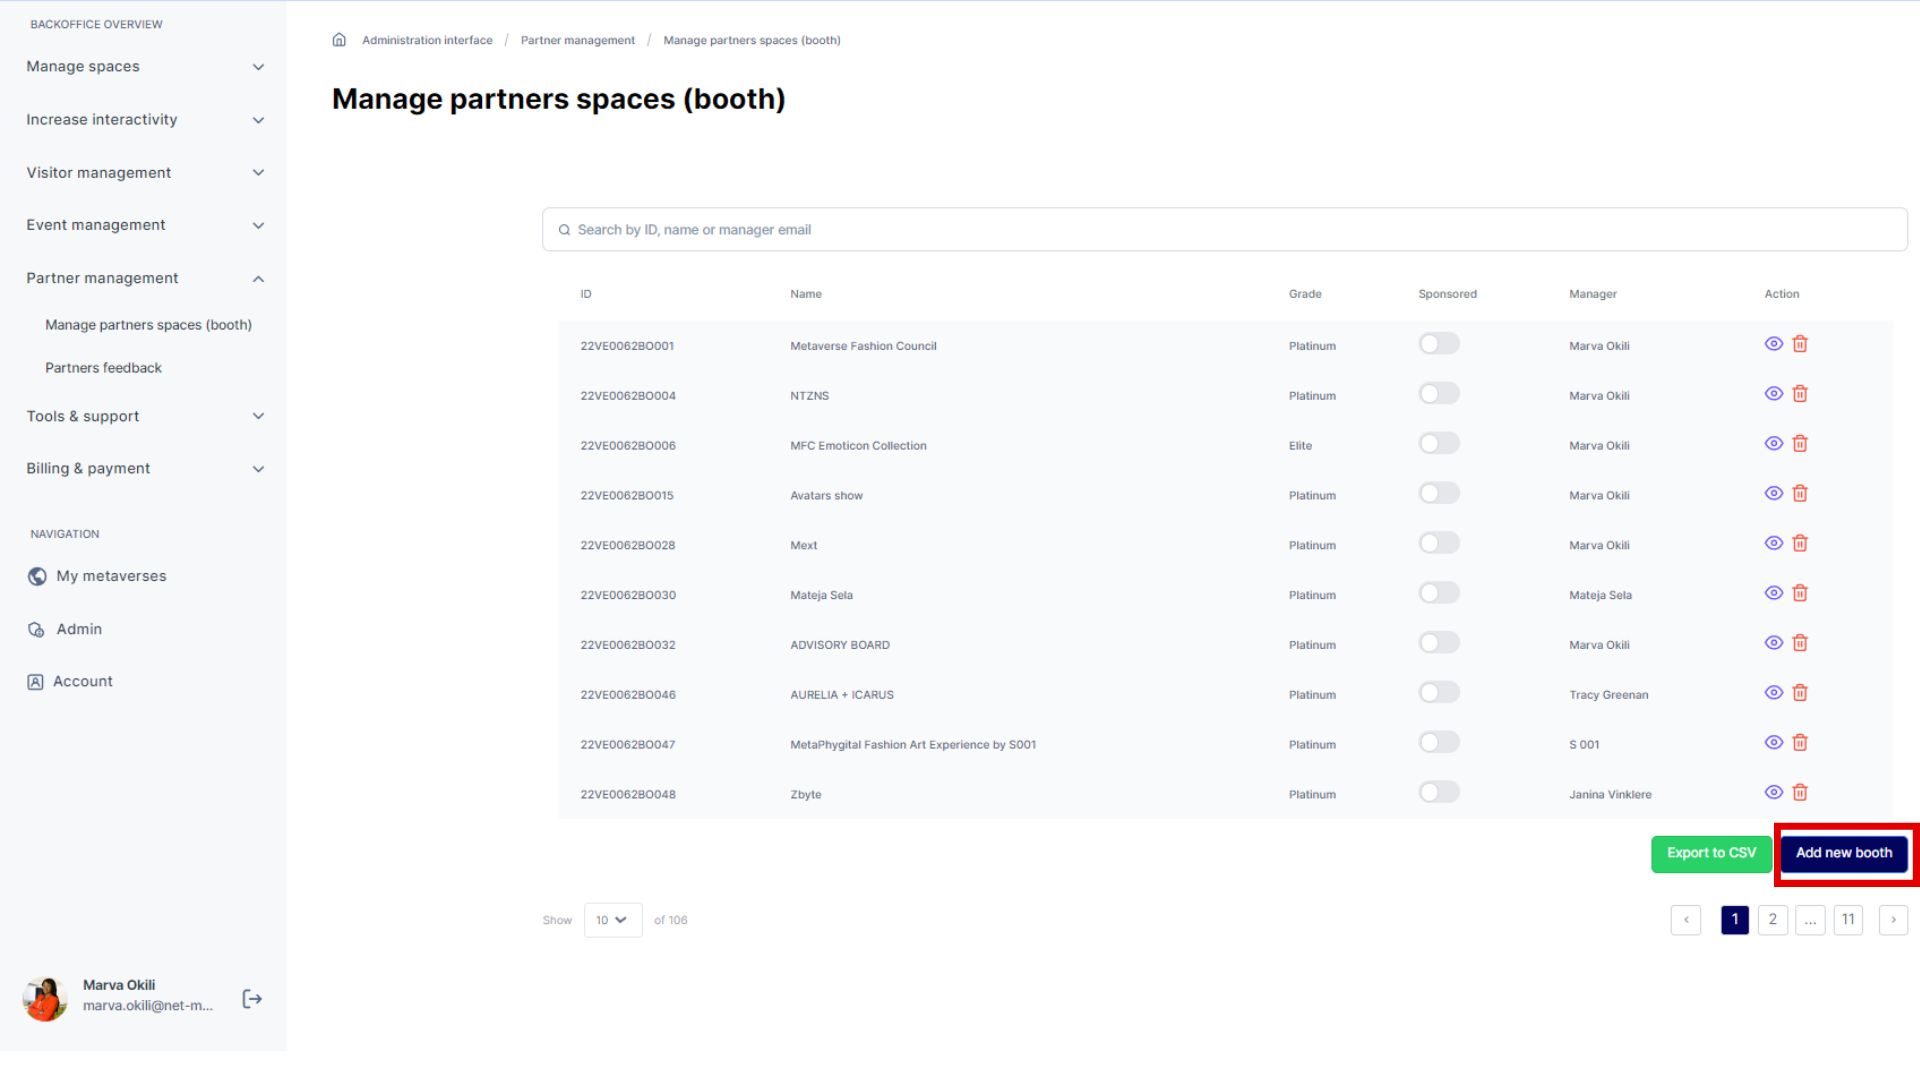 BACKOFFICE OVERVIEW
Manage spaces
Increase interactivity
Visitor management
Event management
Partner management
Manage partners spaces (booth)
Partners feedback
Tools & support
Billing & payment
NAVIGATION
My metaverses
Admin
Account
Marva Okili
marva.okili@net-m...
Administration interface / Partner management / Manage partners spaces (booth)
Manage partners spaces (booth)
Search by ID, name or manager email
ID Name Grade Sponsored Manager Action
22VE0062BO001 Metaverse Fashion Council Platinum Marva Okili
22VE0062BO004 NTZNS Platinum Marva Okili
22VE0062BO006 MFC Emoticon Collection Elite Marva Okili
22VE0062BO015 Avatars show Platinum Marva Okili
22VE0062BO028 Mext Platinum Marva Okili
22VE0062BO030 Mateja Sela Platinum Mateja Sela
22VE0062BO032 ADVISORY BOARD Platinum Marva Okili
22VE0062BO046 AURELIA + ICARUS Platinum Tracy Greenan
22VE0062BO047 MetaPhygital Fashion Art Experience by S001 Platinum S 001
22VE0062BO048 Zbyte Platinum Janina Vinklere
Export to CSV Add new booth
Show 10 of 106 ‹ 1 2 ... 11 ›